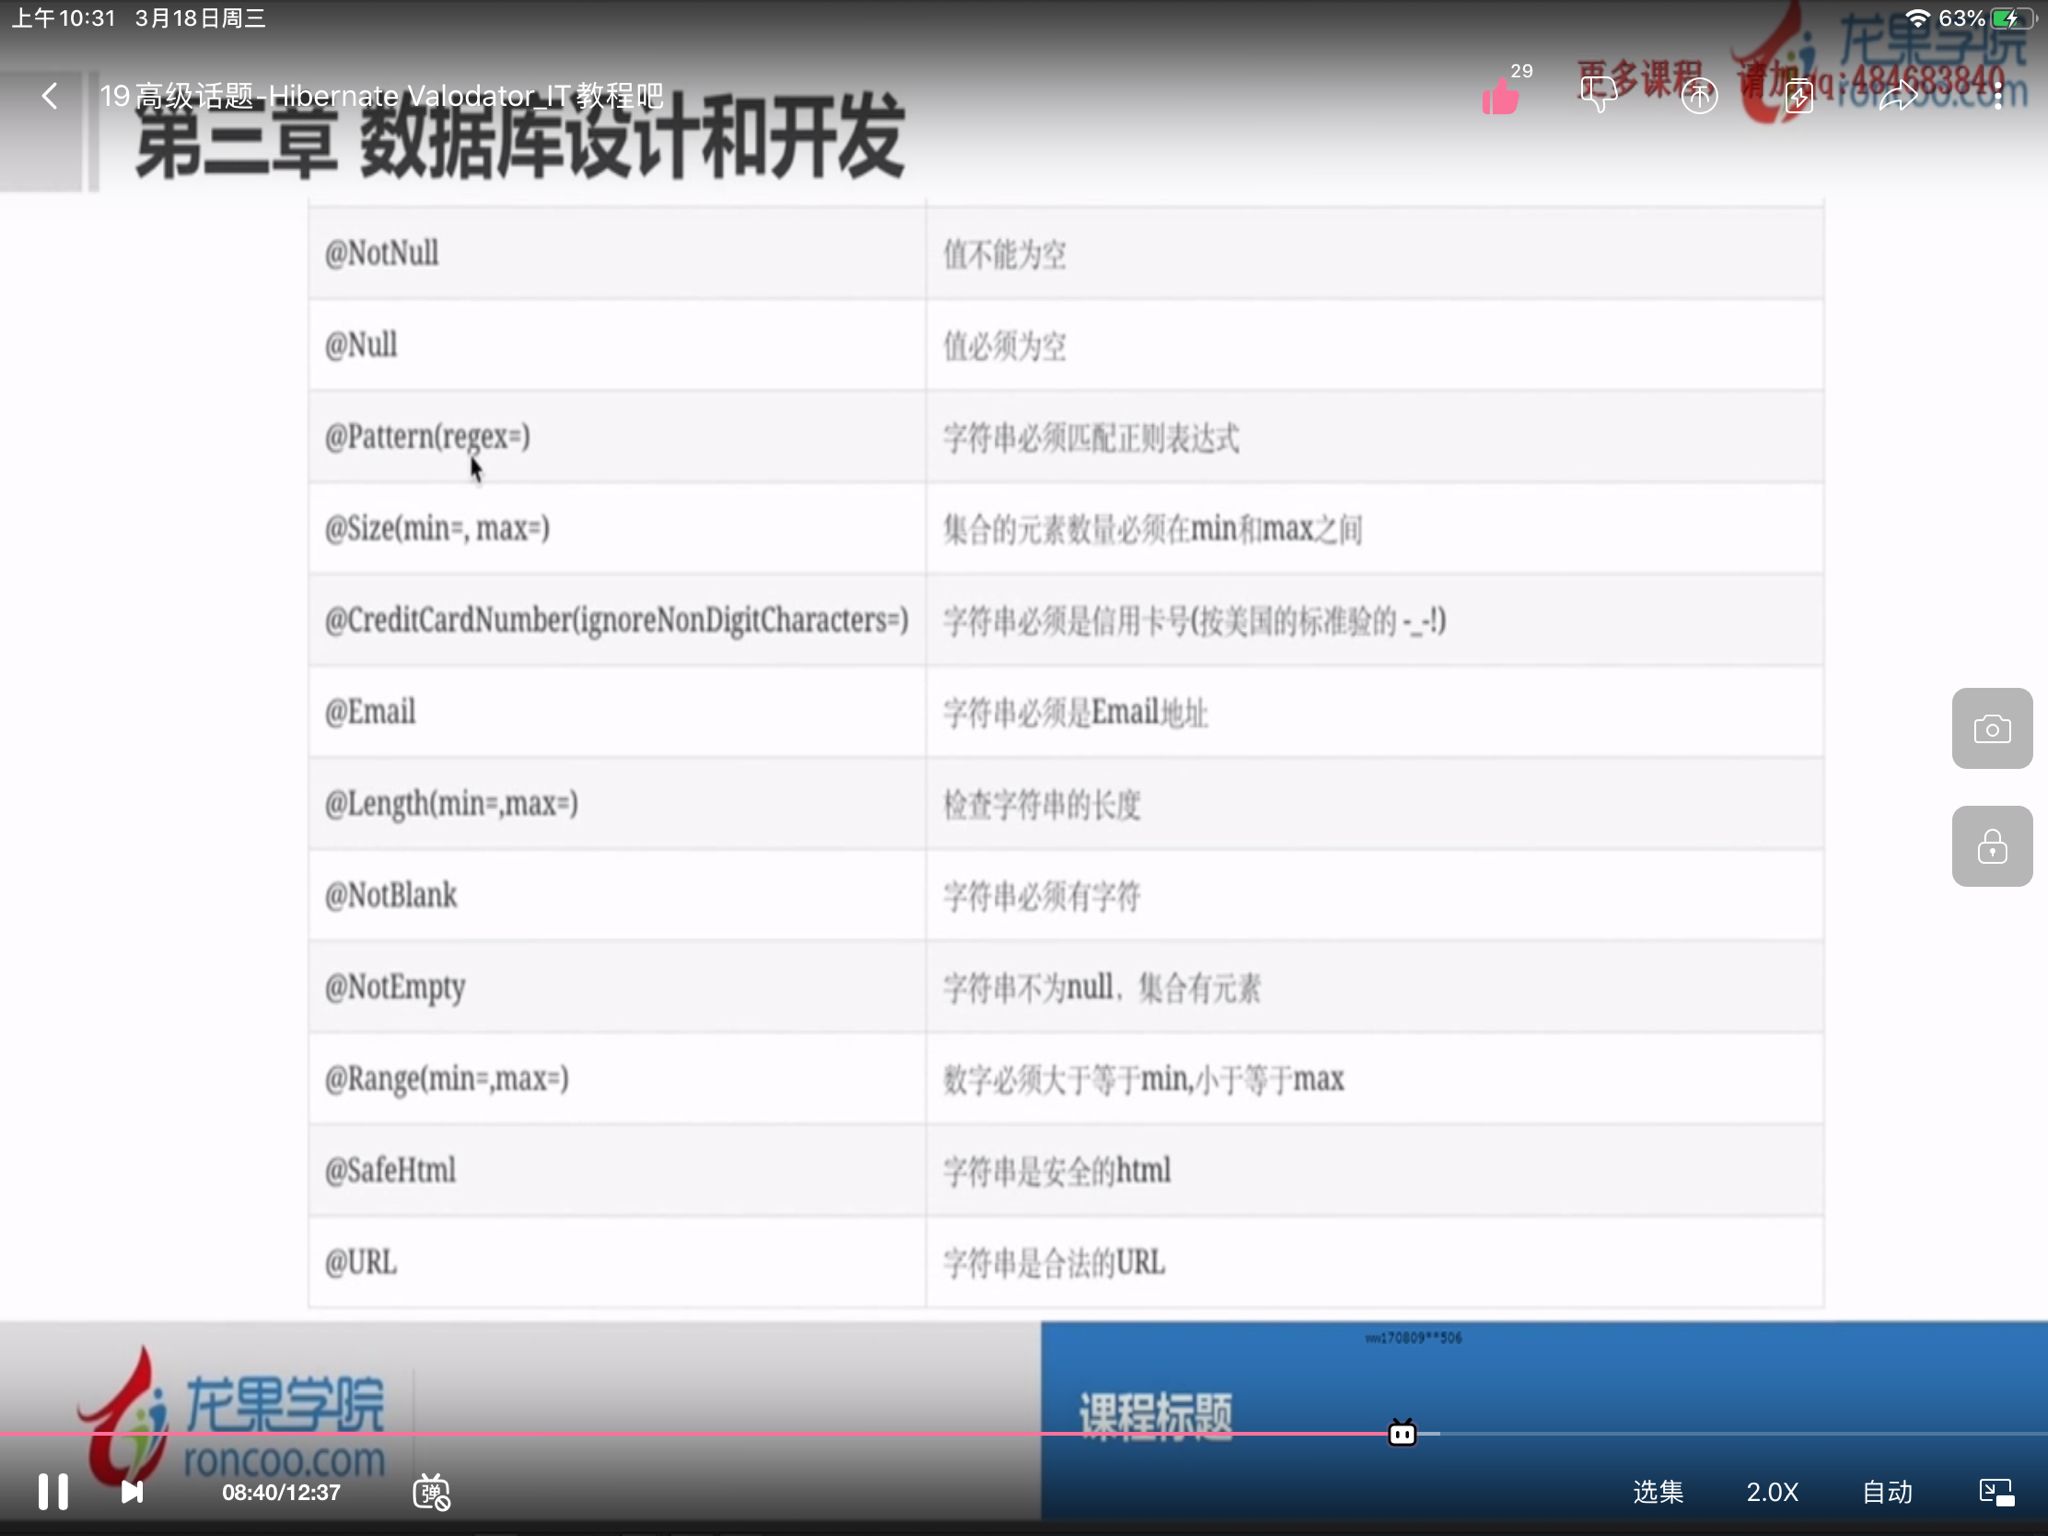 上午10:31 3月18日周三
63%
龙果学院
19高级话题-Hibernate Valodator_IT教程吧
29
更多课程,请加qq:484683840
roncoo.com
第三章 数据库设计和开发
@NotNull 值不能为空
@Null 值必须为空
@Pattern(regex=) 字符串必须匹配正则表达式
@Size(min=, max=) 集合的元素数量必须在min和max之间
@CreditCardNumber(ignoreNonDigitCharacters=) 字符串必须是信用卡号(按美国的标准验的 -_-!)
@Email 字符串必须是Email地址
@Length(min=,max=) 检查字符串的长度
@NotBlank 字符串必须有字符
@NotEmpty 字符串不为null，集合有元素
@Range(min=,max=) 数字必须大于等于min,小于等于max
@SafeHtml 字符串是安全的html
@URL 字符串是合法的URL
ww170809**506
龙果学院
课程标题
roncoo.com
08:40/12:37
弹
选集 2.0X 自动